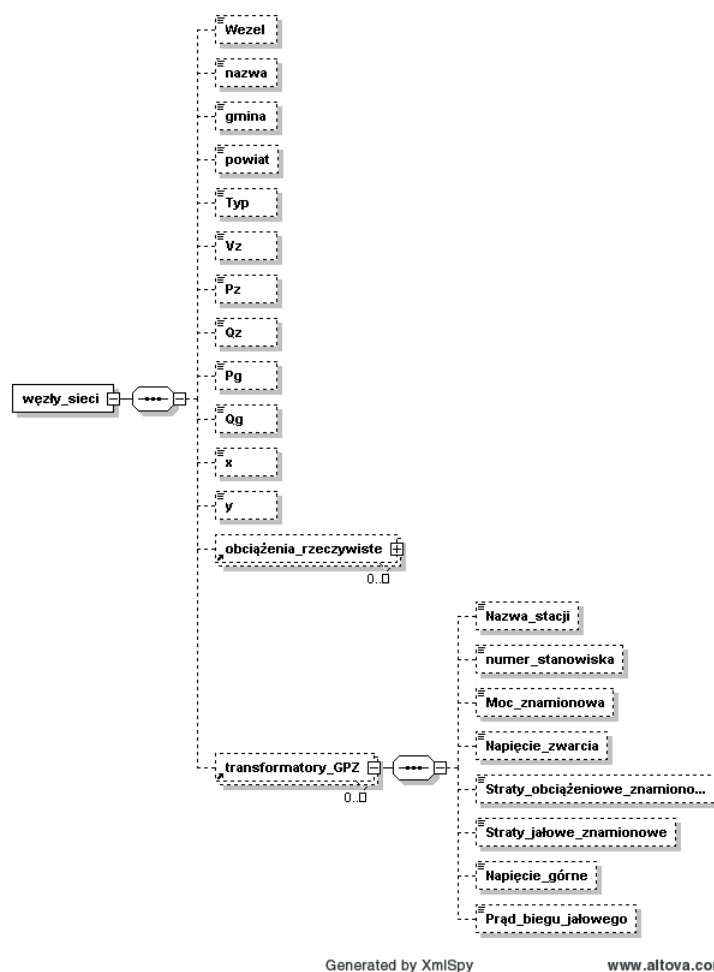 Wezel
nazwa
gmina
powiat
Typ
Vz
Pz
Qz
Pg
Qg
węzły_sieci
x
y
obciążenia_rzeczywiste
0..
transformatory_GPZ
0..
Nazwa_stacji
numer_stanowiska
Moc_znamionowa
Napięcie_zwarcia
Straty_obciążeniowe_znamiono...
Straty_jałowe_znamionowe
Napięcie_górne
Prąd_biegu_jałowego
Generated by XmlSpy
www.altova.com